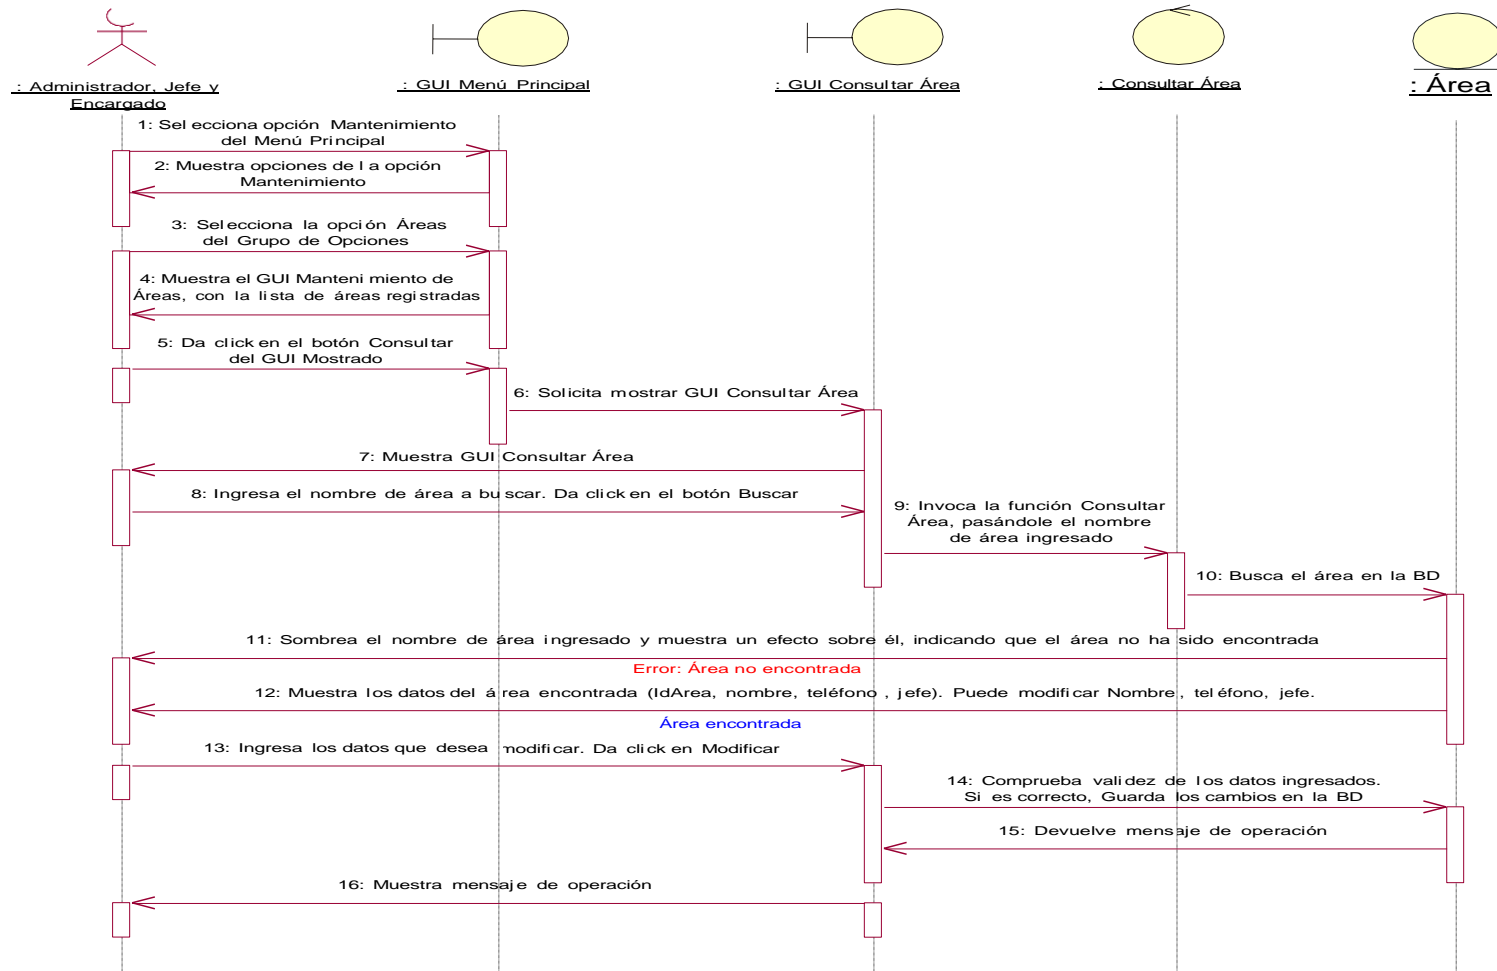 : Administrador, Jefe y
Encargado
: GUI Menú Principal
: GUI Consultar Área
: Consultar Área
: Área
1: Selecciona opción Mantenimiento
del Menú Principal
2: Muestra opciones de la opción
Mantenimiento
3: Selecciona la opción Áreas
del Grupo de Opciones
4: Muestra el GUI Mantenimiento de
Áreas, con la lista de áreas registradas
5: Da click en el botón Consultar
del GUI Mostrado
6: Solicita mostrar GUI Consultar Área
7: Muestra GUI Consultar Área
8: Ingresa el nombre de área a buscar. Da click en el botón Buscar
9: Invoca la función Consultar
Área, pasándole el nombre
de área ingresado
10: Busca el área en la BD
11: Sombrea el nombre de área ingresado y muestra un efecto sobre él, indicando que el área no ha sido encontrada
Error: Área no encontrada
12: Muestra los datos del área encontrada (IdArea, nombre, teléfono, jefe). Puede modificar Nombre, teléfono, jefe.
Área encontrada
13: Ingresa los datos que desea modificar. Da click en Modificar
14: Comprueba validez de los datos ingresados.
Si es correcto, Guarda los cambios en la BD
15: Devuelve mensaje de operación
16: Muestra mensaje de operación